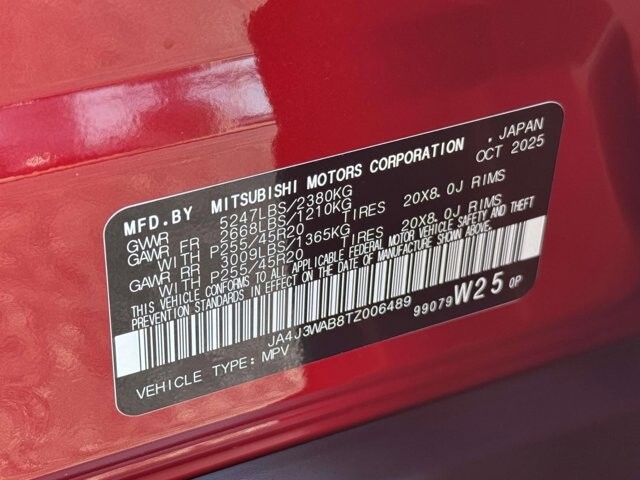 MFD.BY MITSUBISHI MOTORS CORPORATION , JAPAN
OCT 2025
GVWR 5247LBS/2380KG
GAWR FR 2668LBS/1210KG
WITH P255/45R20 TIRES 20X8.0J RIMS
GAWR RR 3009LBS/1365KG
WITH P255/45R20 TIRES 20X8.0J RIMS
THIS VEHICLE CONFORMS TO ALL APPLICABLE FEDERAL MOTOR VEHICLE SAFETY AND THEFT
PREVENTION STANDARDS IN EFFECT ON THE DATE OF MANUFACTURE SHOWN ABOVE.
JA4J3WAB8TZ006489 99079 W25 0P
VEHICLE TYPE: MPV